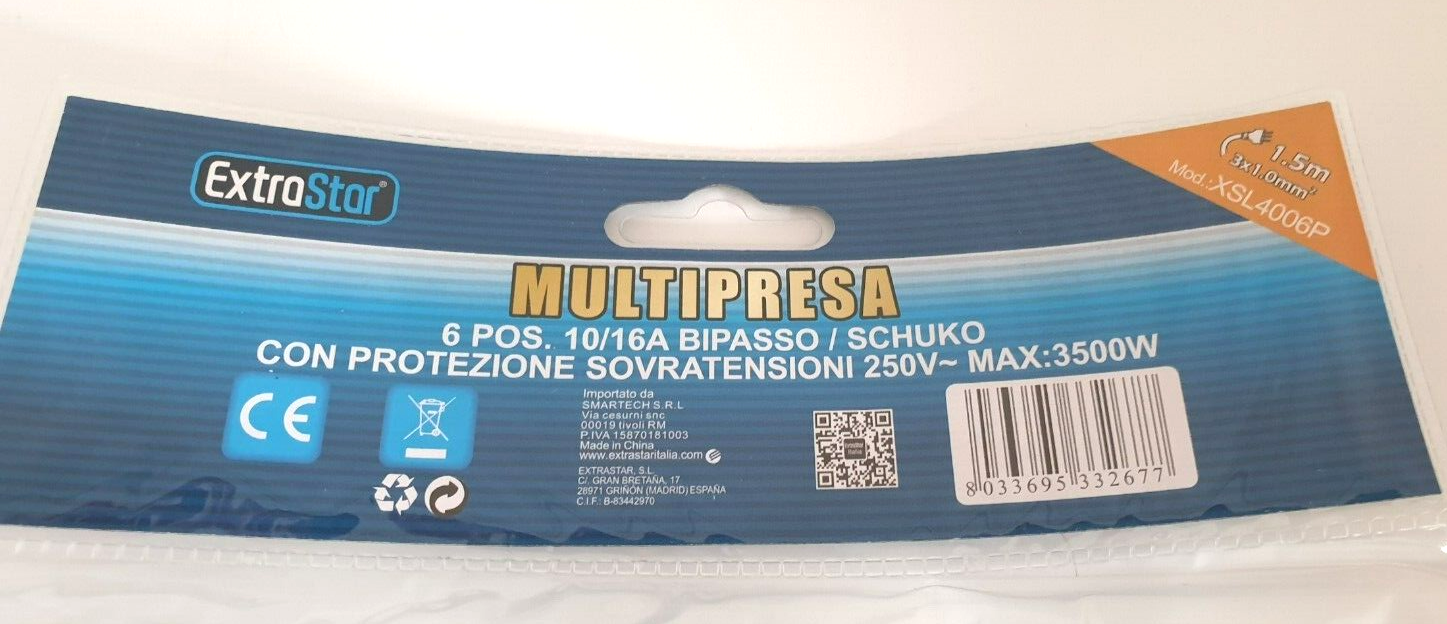 ExtraStar®
1.5m
3x1.0mm²
Mod.:XSL4006P
MULTIPRESA
6 POS. 10/16A BIPASSO / SCHUKO
CON PROTEZIONE SOVRATENSIONI 250V~ MAX:3500W
CE
Importato da
SMARTECH S.R.L
Via cesurni snc
00019 tivoli RM
P.IVA 15870181003
Made in China
www.extrastaritalia.com
EXTRASTAR, S.L.
C/. GRAN BRETAÑA, 17
28971 GRIÑÓN (MADRID) ESPAÑA
C.I.F.: B-83442970
8 033695 332677